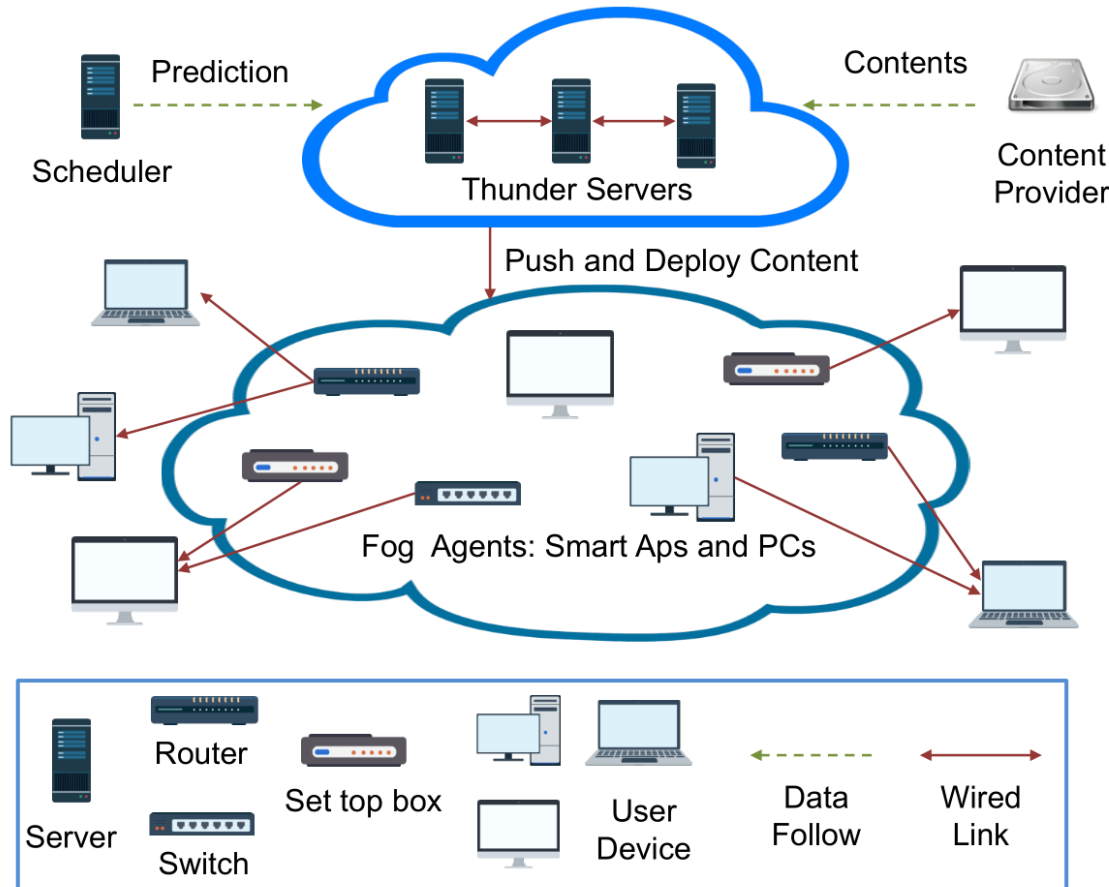 Prediction
Contents
Scheduler
Thunder Servers
Content
Provider
Push and Deploy Content
Fog Agents: Smart Aps and PCs
Server
Router
Switch
Set top box
User
Device
Data
Follow
Wired
Link